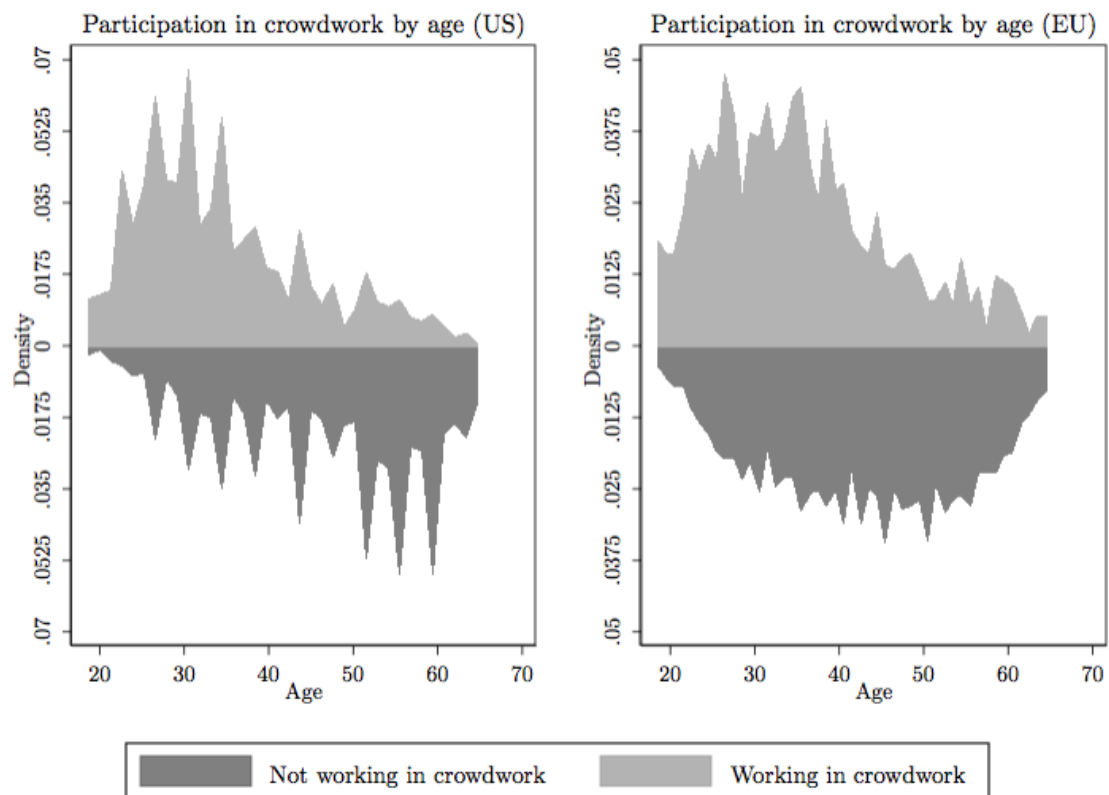 Participation in crowdwork by age (US)
Density
.07
.0525
.035
.0175
0
.0175
.035
.0525
.07
20 30 40 50 60 70
Age
Participation in crowdwork by age (EU)
Density
.05
.0375
.025
.0125
0
.0125
.025
.0375
.05
20 30 40 50 60 70
Age
Not working in crowdwork Working in crowdwork